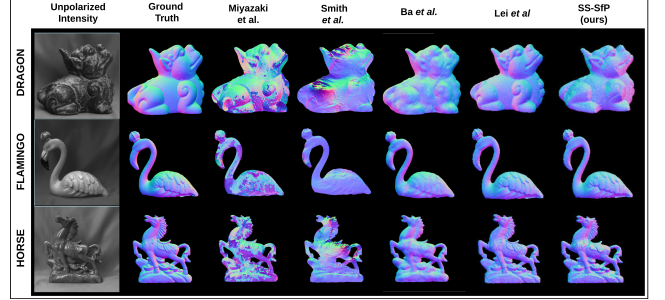 Unpolarized
Intensity
Ground
Truth
Miyazaki
et al.
Smith
et al.
Ba et al.
Lei et al
SS-SfP
(ours)
DRAGON
FLAMINGO
HORSE